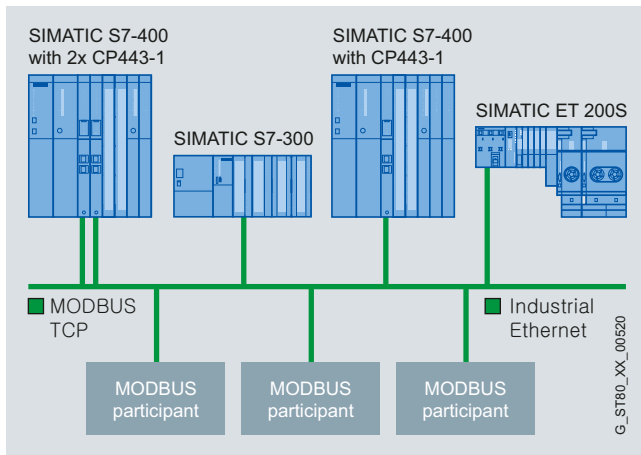 SIMATIC S7-400
with 2x CP443-1
SIMATIC S7-400
with CP443-1
SIMATIC S7-300
SIMATIC ET 200S
MODBUS
TCP
Industrial
Ethernet
MODBUS
participant
MODBUS
participant
MODBUS
participant
G_ST80_XX_00520